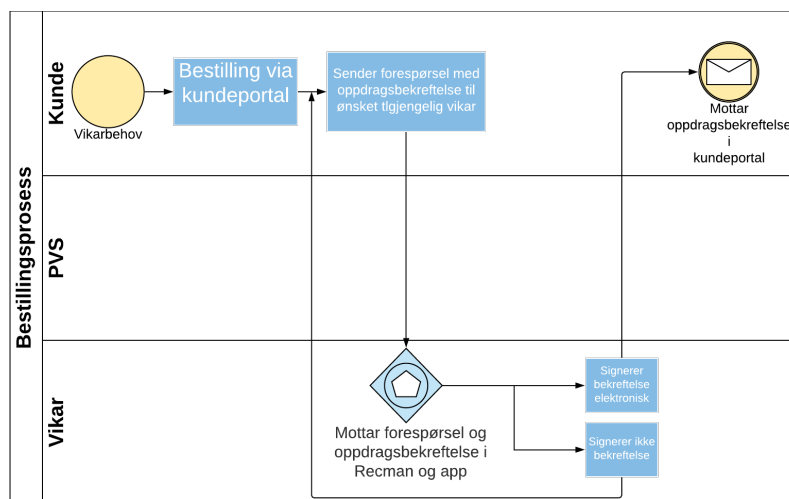 Bestillingsprosess
Kunde
Vikarbehov
Bestilling via
kundeportal
Sender forespørsel med
oppdragsbekreftelse til
ønsket tlgjengelig vikar
Mottar
oppdragsbekreftelse
i
kundeportal
PVS
Vikar
Mottar forespørsel og
oppdragsbekreftelse i
Recman og app
Signerer
bekreftelse
elektronisk
Signerer ikke
bekreftelse